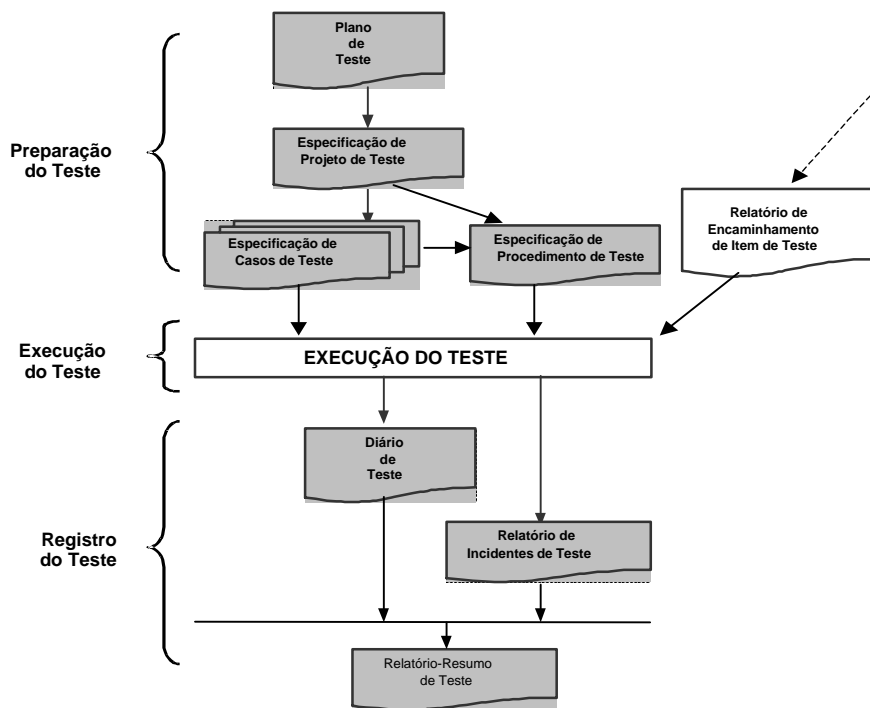 Plano
de
Teste
Preparação
do Teste
Especificação de
Projeto de Teste
Especificação de
Casos de Teste
Especificação de
Procedimento de Teste
Relatório de
Encaminhamento
de Item de Teste
Execução
do Teste
EXECUÇÃO DO TESTE
Registro
do Teste
Diário
de
Teste
Relatório de
Incidentes de Teste
Relatório-Resumo
de Teste